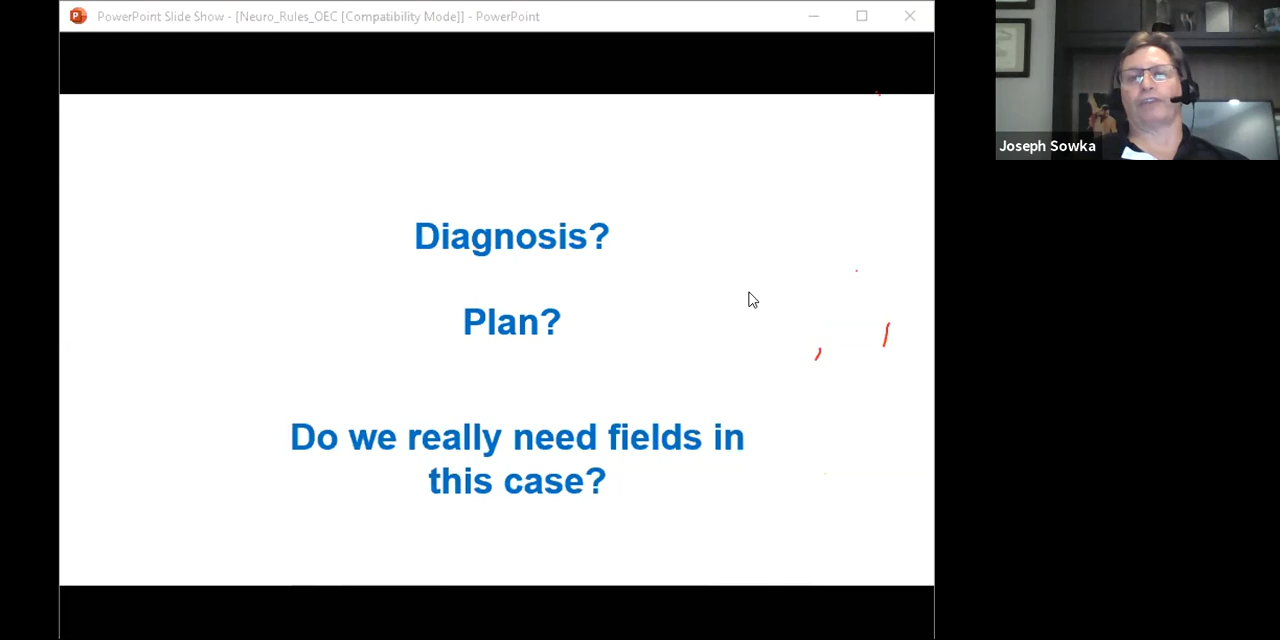 PowerPoint Slide Show - [Neuro_Rules_OEC [Compatibility Mode]] - PowerPoint
Joseph Sowka
Diagnosis?
Plan?
Do we really need fields in
this case?